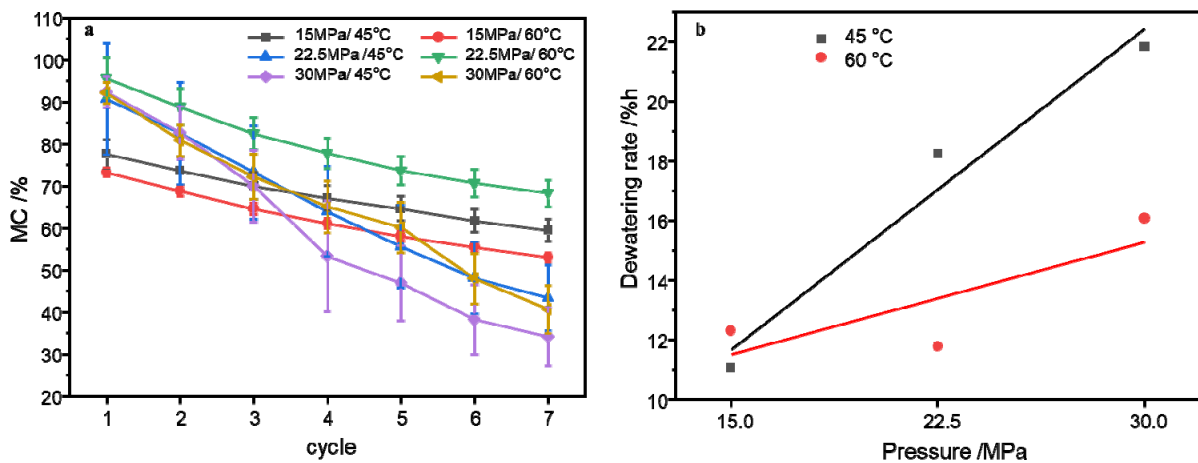 a
15MPa/ 45°C
15MPa/ 60°C
22.5MPa /45°C
22.5MPa/ 60°C
30MPa/ 45°C
30MPa/ 60°C
110
100
90
80
70
60
50
40
30
20
MC /%
1 2 3 4 5 6 7
cycle
b
45 °C
60 °C
22
20
18
16
14
12
10
Dewatering rate /%h
15.0 22.5 30.0
Pressure /MPa